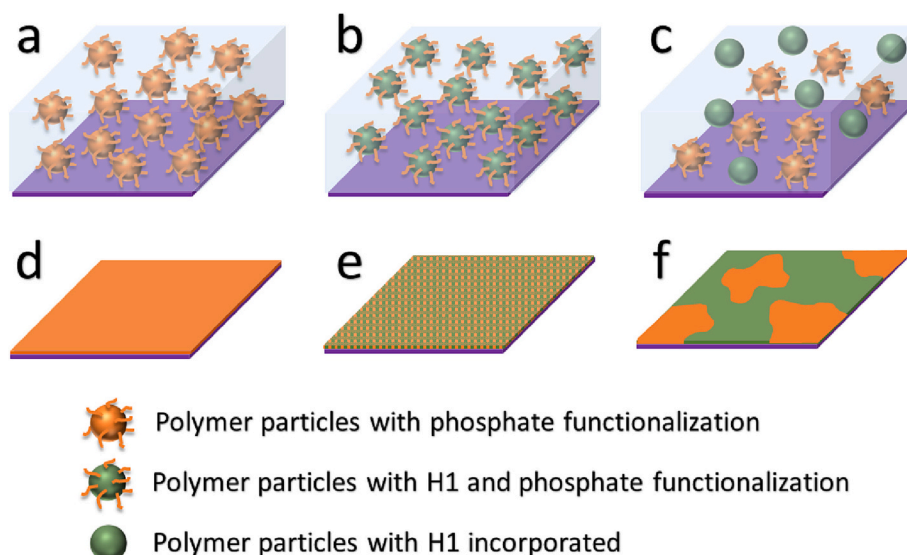 a
b
c
d
e
f
Polymer particles with phosphate functionalization
Polymer particles with H1 and phosphate functionalization
Polymer particles with H1 incorporated